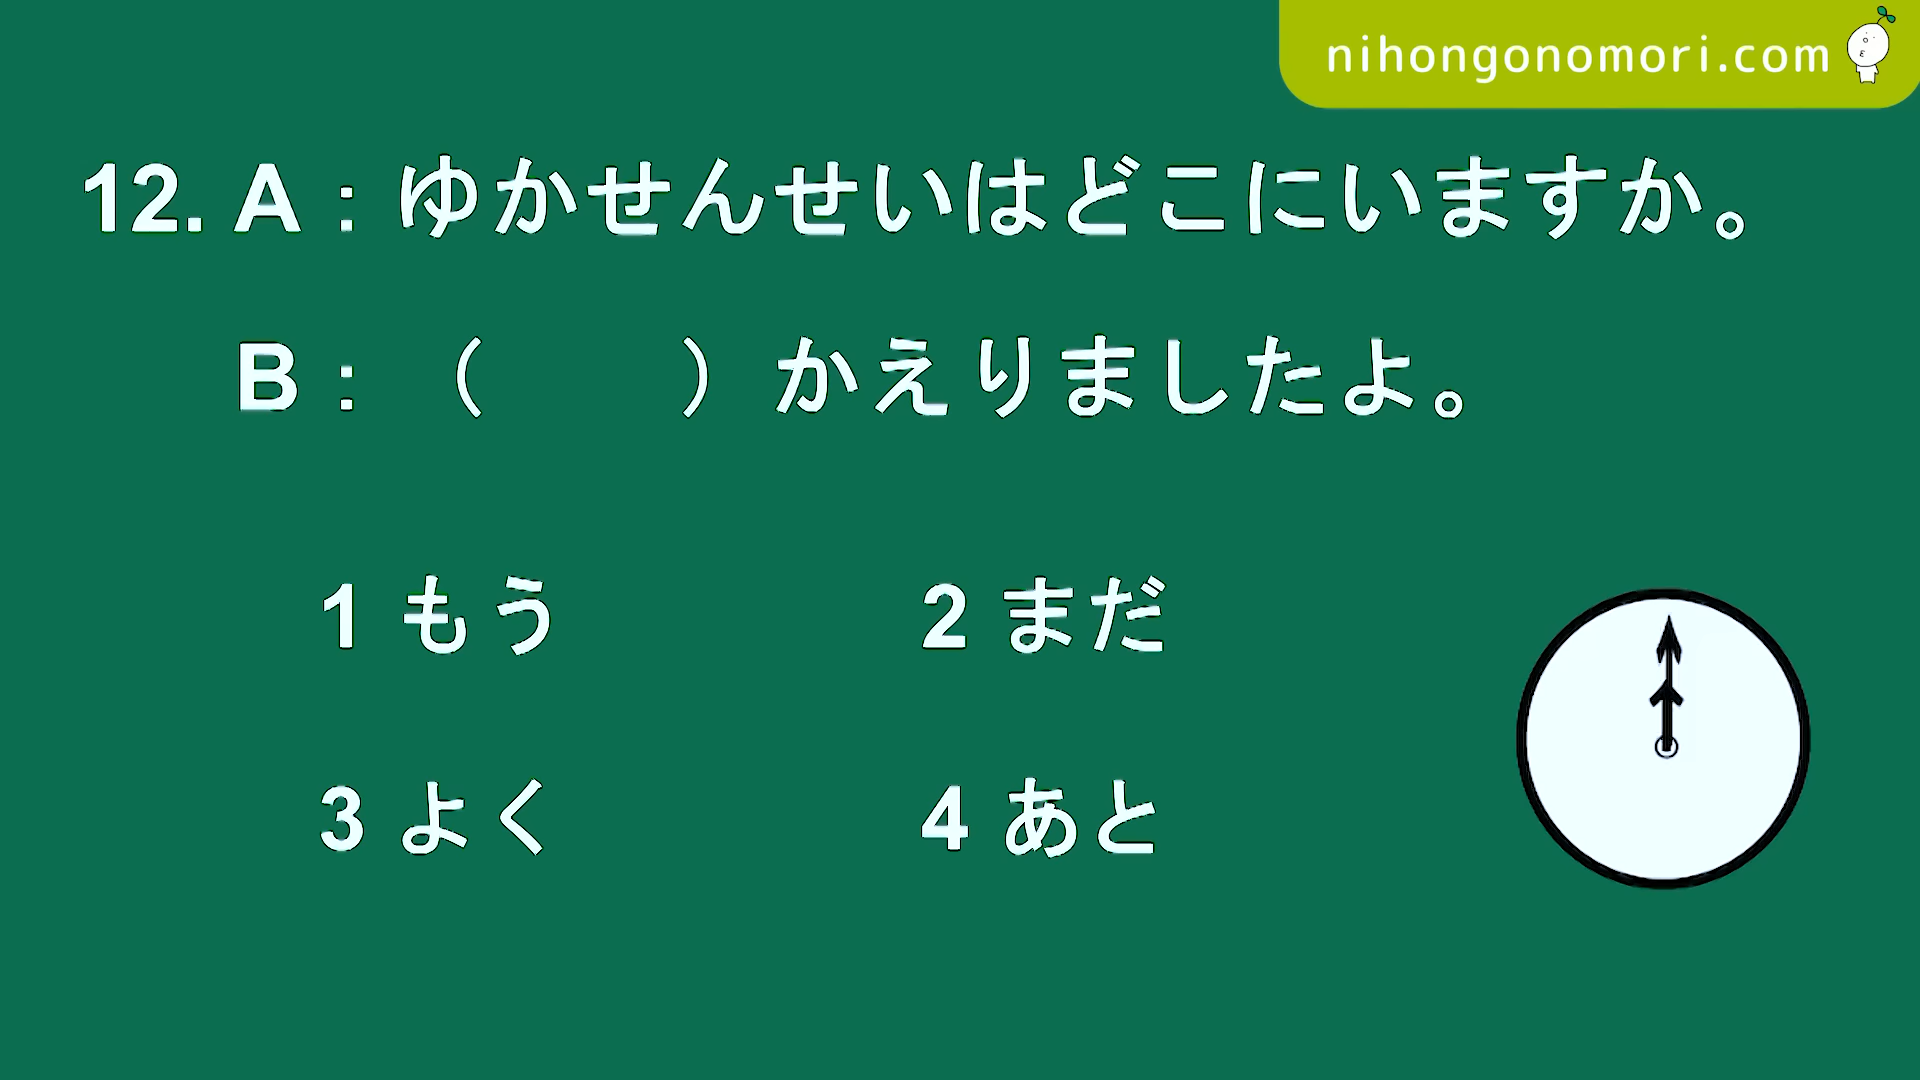 nihongonomori.com
12. A：ゆかせんせいはどこにいますか。
B：（　　）かえりましたよ。
1 もう　2 まだ
3 よく　4 あと